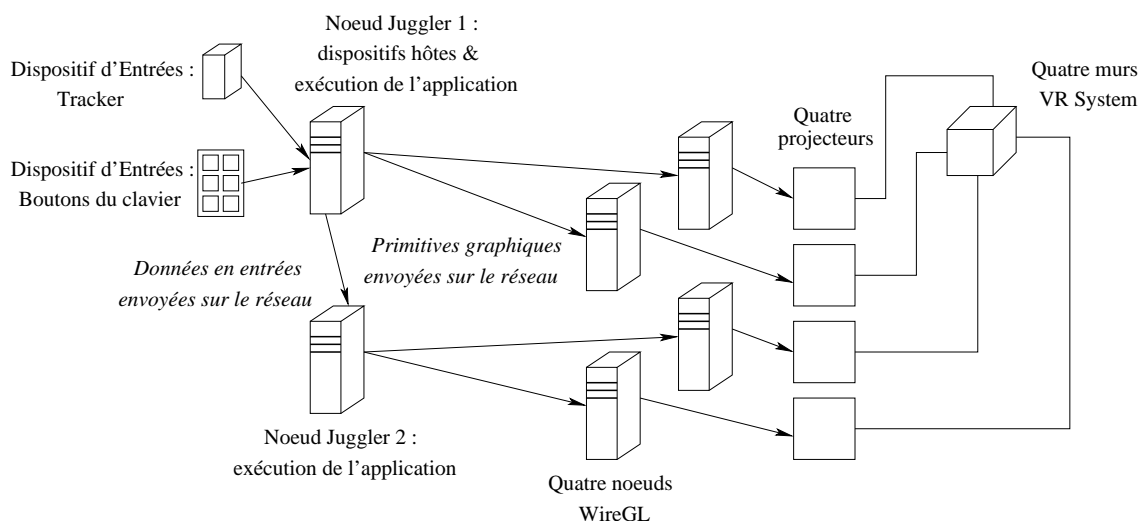 Noeud Juggler 1 :
dispositifs hôtes &
exécution de l'application
Dispositif d'Entrées :
Tracker
Dispositif d'Entrées :
Boutons du clavier
Quatre
projecteurs
Quatre murs
VR System
Données en entrées
envoyées sur le réseau
Primitives graphiques
envoyées sur le réseau
Noeud Juggler 2 :
exécution de l'application
Quatre noeuds
WireGL